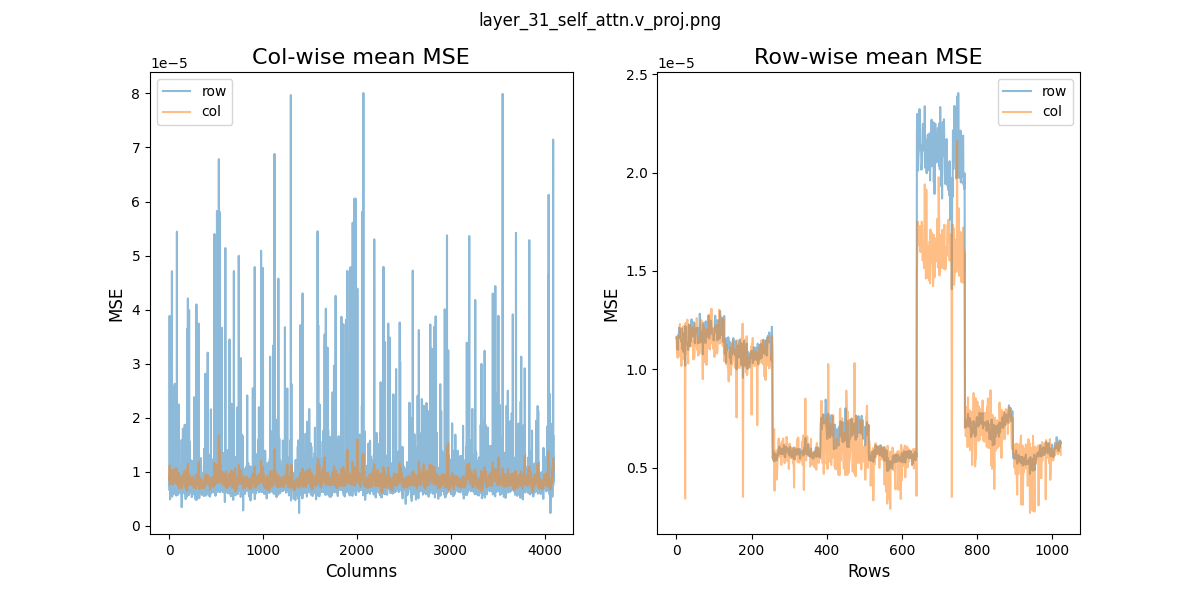 layer_31_self_attn.v_proj.png
Col-wise mean MSE
1e−5
row
col
8
7
6
5
4
3
2
1
0
MSE
0 1000 2000 3000 4000
Columns
Row-wise mean MSE
1e−5
row
col
2.5
2.0
1.5
1.0
0.5
MSE
0 200 400 600 800 1000
Rows